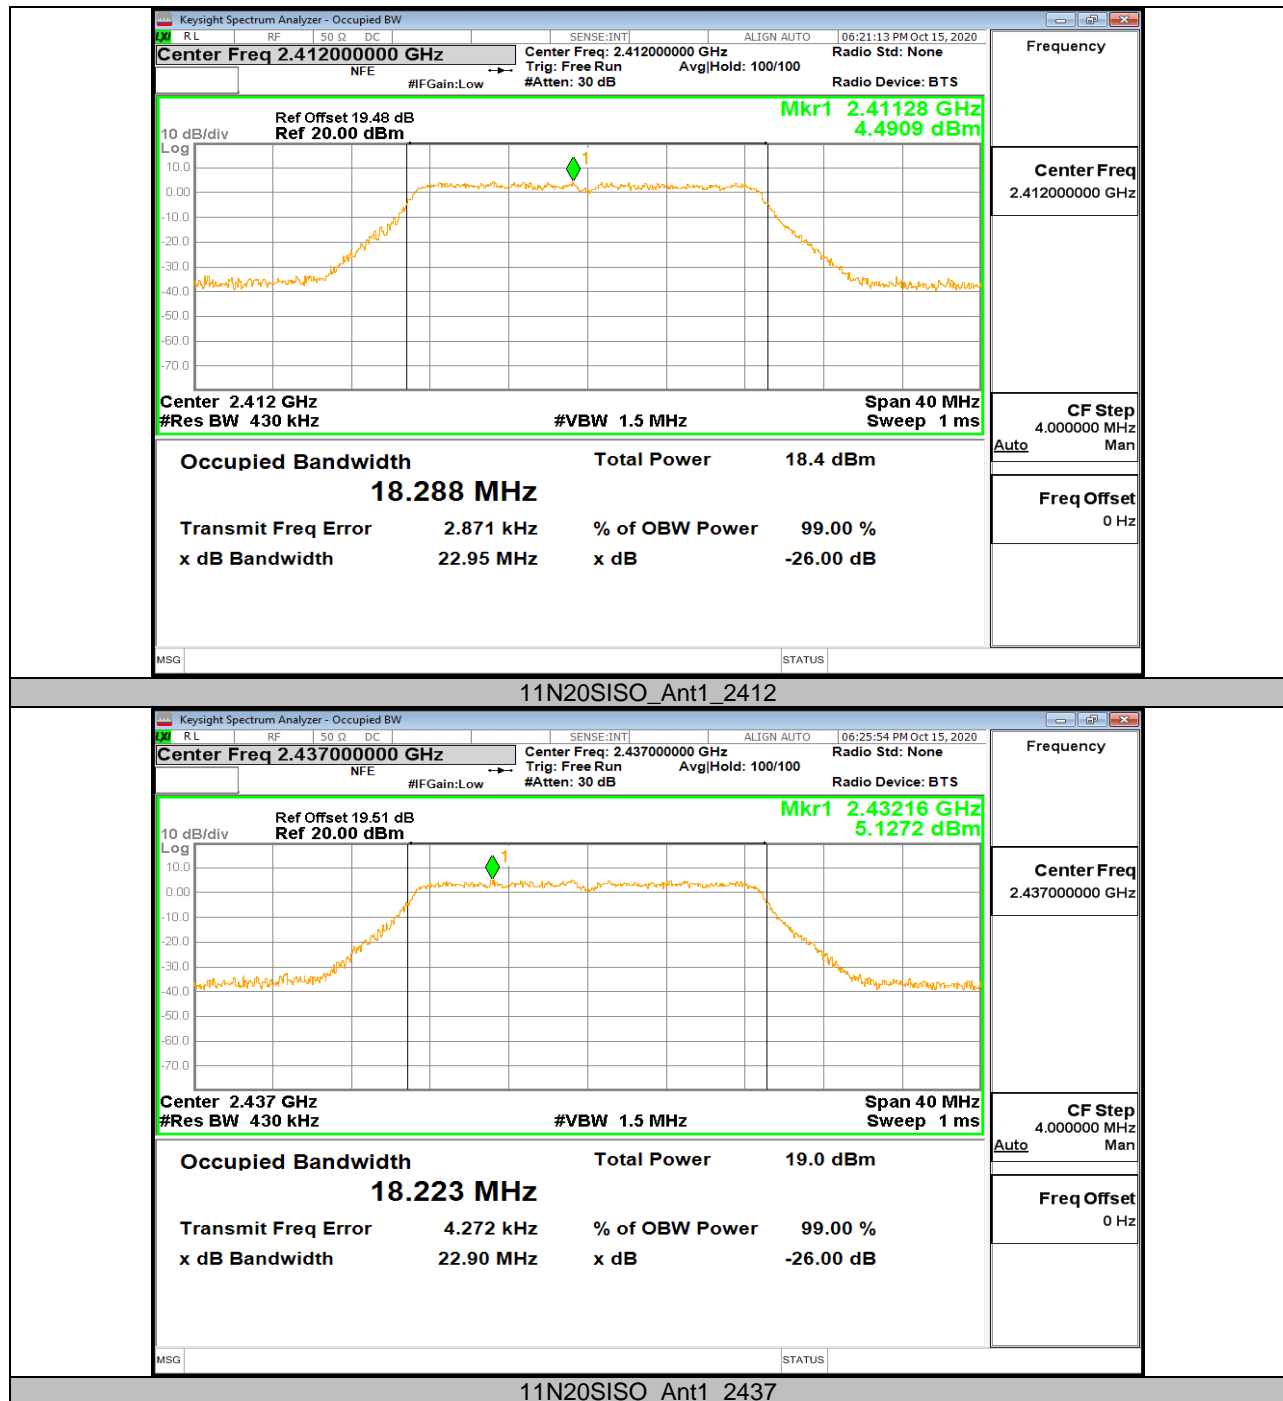 Keysight Spectrum Analyzer - Occupied BW
LXI RL RF 50 Ω DC SENSE:INT ALIGN AUTO 06:21:13 PM Oct 15, 2020
Center Freq 2.412000000 GHz
NFE
#IFGain:Low
Center Freq: 2.412000000 GHz
Trig: Free Run Avg|Hold: 100/100
#Atten: 30 dB
Radio Std: None
Radio Device: BTS
Frequency
Mkr1 2.41128 GHz
4.4909 dBm
Ref Offset 19.48 dB
10 dB/div Ref 20.00 dBm
Log
10.0
0.00
-10.0
-20.0
-30.0
-40.0
-50.0
-60.0
-70.0
1
Center 2.412 GHz Span 40 MHz
#Res BW 430 kHz #VBW 1.5 MHz Sweep 1 ms
Center Freq
2.412000000 GHz
CF Step
4.000000 MHz
Auto Man
Freq Offset
0 Hz
Occupied Bandwidth Total Power 18.4 dBm
18.288 MHz
Transmit Freq Error 2.871 kHz % of OBW Power 99.00 %
x dB Bandwidth 22.95 MHz x dB -26.00 dB
MSG STATUS
11N20SISO_Ant1_2412
Keysight Spectrum Analyzer - Occupied BW
LXI RL RF 50 Ω DC SENSE:INT ALIGN AUTO 06:25:54 PM Oct 15, 2020
Center Freq 2.437000000 GHz
NFE
#IFGain:Low
Center Freq: 2.437000000 GHz
Trig: Free Run Avg|Hold: 100/100
#Atten: 30 dB
Radio Std: None
Radio Device: BTS
Frequency
Mkr1 2.43216 GHz
5.1272 dBm
Ref Offset 19.51 dB
10 dB/div Ref 20.00 dBm
Log
10.0
0.00
-10.0
-20.0
-30.0
-40.0
-50.0
-60.0
-70.0
1
Center 2.437 GHz Span 40 MHz
#Res BW 430 kHz #VBW 1.5 MHz Sweep 1 ms
Center Freq
2.437000000 GHz
CF Step
4.000000 MHz
Auto Man
Freq Offset
0 Hz
Occupied Bandwidth Total Power 19.0 dBm
18.223 MHz
Transmit Freq Error 4.272 kHz % of OBW Power 99.00 %
x dB Bandwidth 22.90 MHz x dB -26.00 dB
MSG STATUS
11N20SISO_Ant1_2437